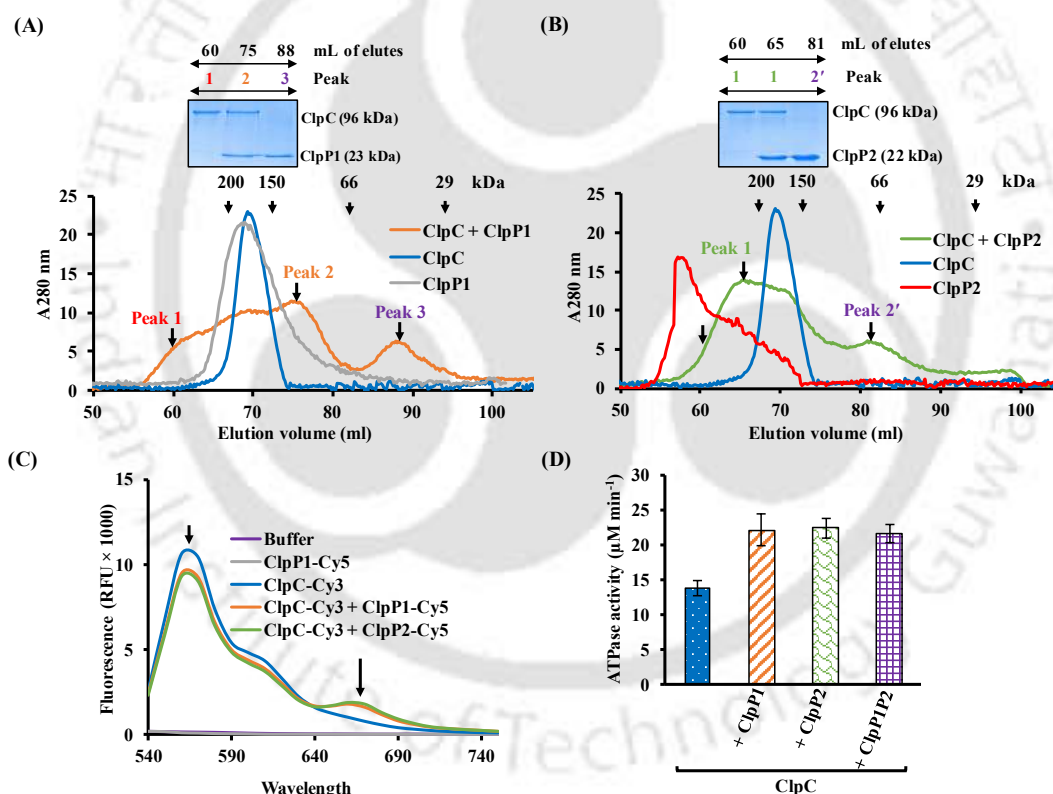 (A)
60 75 88 mL of elutes
1 2 3 Peak
ClpC (96 kDa)
ClpP1 (23 kDa)
200 150 66 29 kDa
25
20
15
10
5
0
A280 nm
ClpC + ClpP1
ClpC
ClpP1
Peak 1
Peak 2
Peak 3
50 60 70 80 90 100
Elution volume (ml)
(B)
60 65 81 mL of elutes
1 1 2′ Peak
ClpC (96 kDa)
ClpP2 (22 kDa)
200 150 66 29 kDa
25
20
15
10
5
0
A280 nm
ClpC + ClpP2
ClpC
ClpP2
Peak 1
Peak 2′
50 60 70 80 90 100
Elution volume (ml)
(C)
15
10
5
0
Fluorescence (RFU × 1000)
Buffer
ClpP1-Cy5
ClpC-Cy3
ClpC-Cy3 + ClpP1-Cy5
ClpC-Cy3 + ClpP2-Cy5
540 590 640 690
Wavelength
(D)
30
25
20
15
10
5
0
ATPase activity (µM min⁻¹)
+ ClpP1
+ ClpP2
+ ClpP1P2
ClpC
of Technology Guwahati